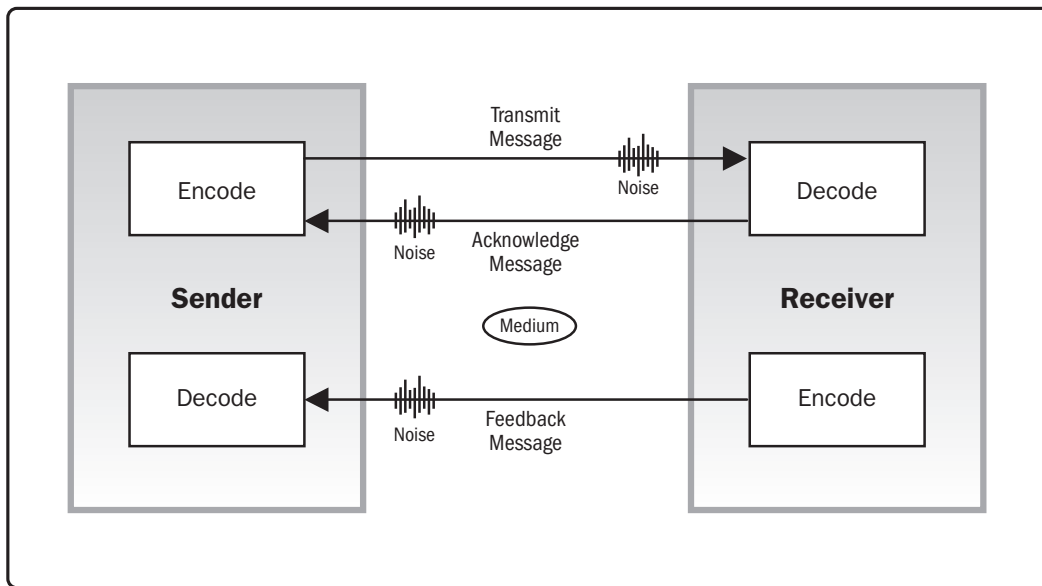 Transmit
Message
Noise
Encode
Decode
Noise
Acknowledge
Message
Sender
Receiver
Medium
Decode
Encode
Noise
Feedback
Message